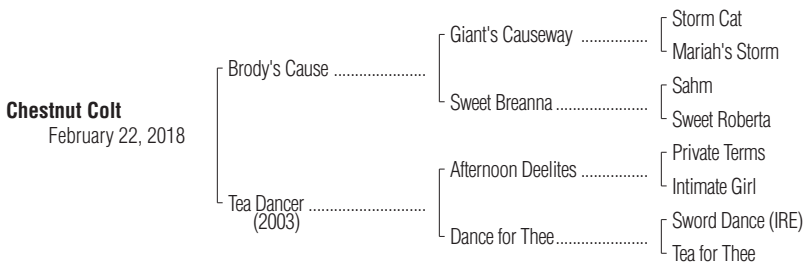 Chestnut Colt
February 22, 2018
Brody's Cause ........................
Tea Dancer ..............................
(2003)
Giant's Causeway .................
Sweet Breanna .......................
Afternoon Deelites .................
Dance for Thee.......................
Storm Cat
Mariah's Storm
Sahm
Sweet Roberta
Private Terms
Intimate Girl
Sword Dance (IRE)
Tea for Thee